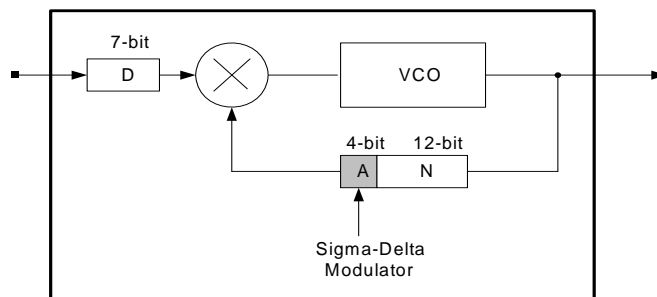 7-bit
D
VCO
4-bit 12-bit
A N
Sigma-Delta
Modulator